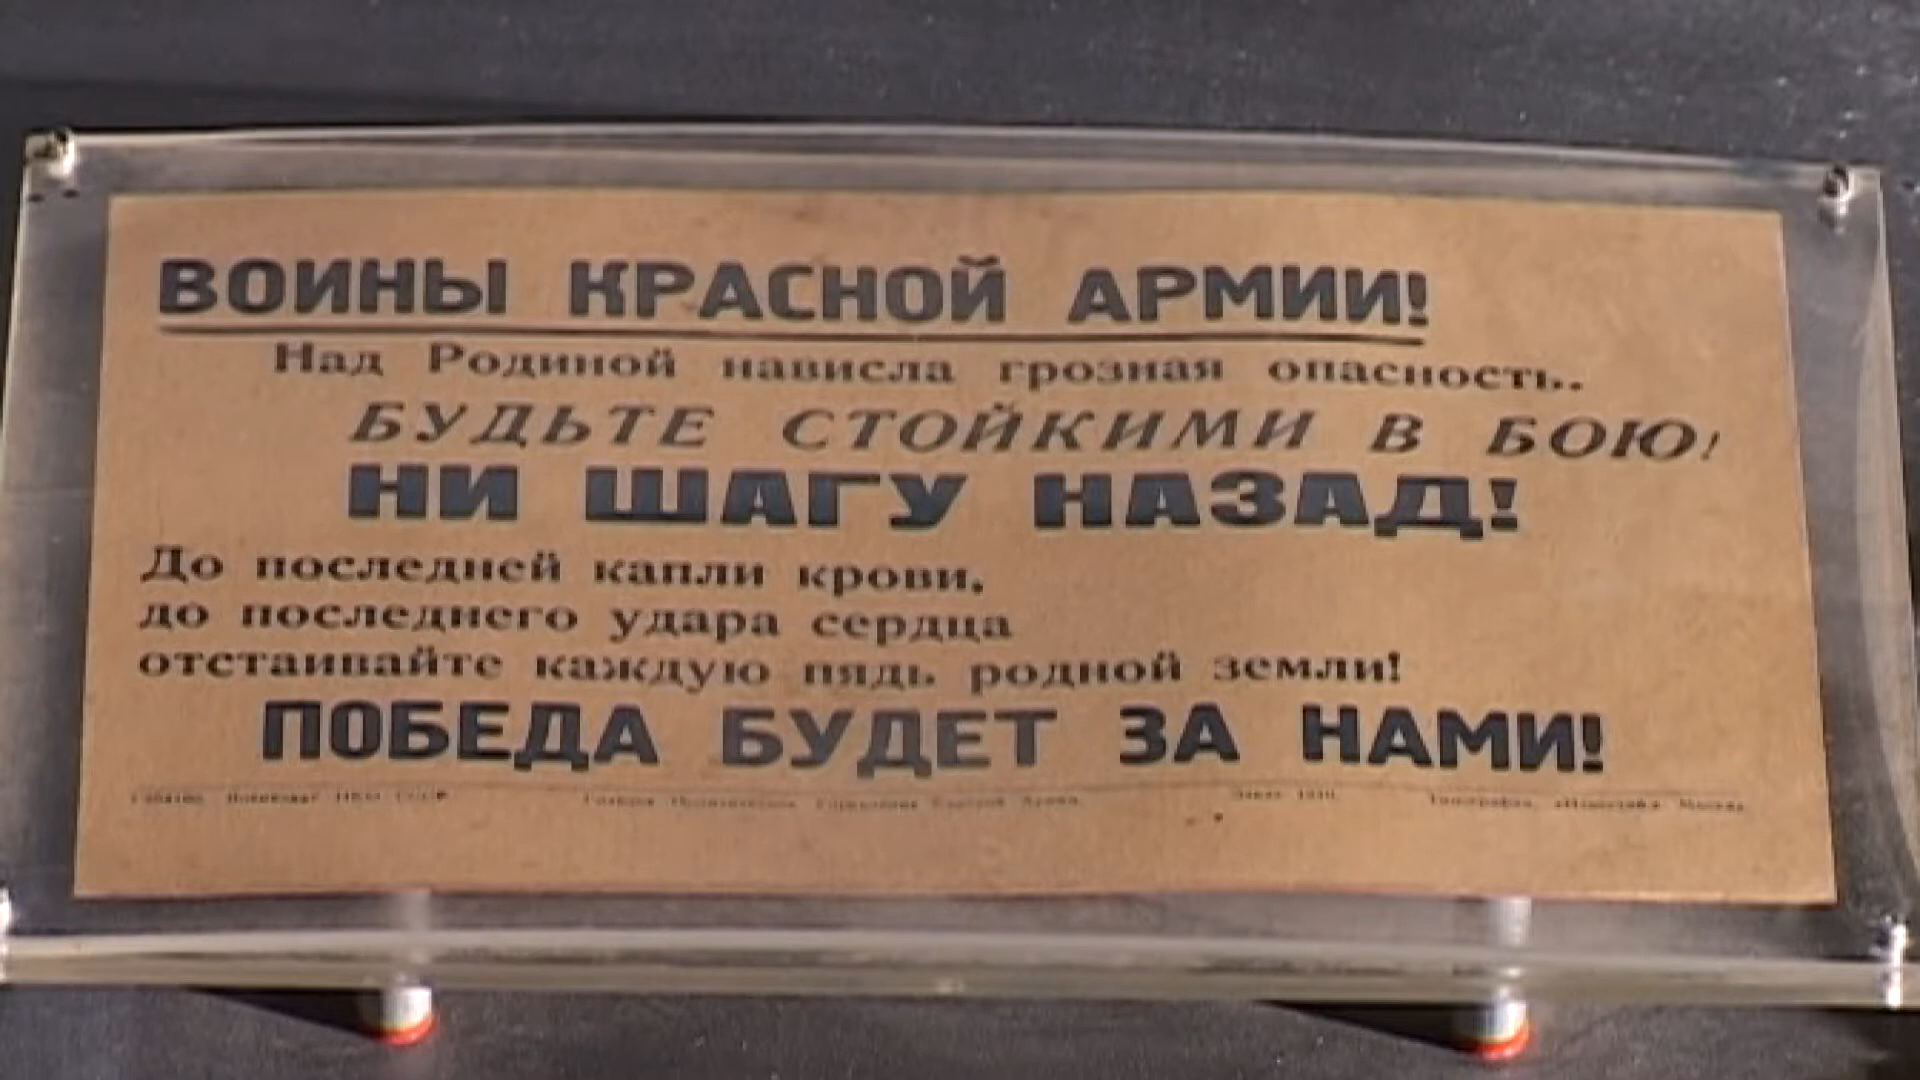 ВОИНЫ КРАСНОЙ АРМИИ!
Над Родиной нависла грозная опасность..
БУДЬТЕ СТОЙКИМИ В БОЮ!
НИ ШАГУ НАЗАД!
До последней капли крови,
до последнего удара сердца
отстаивайте каждую пядь родной земли!
ПОБЕДА БУДЕТ ЗА НАМИ!